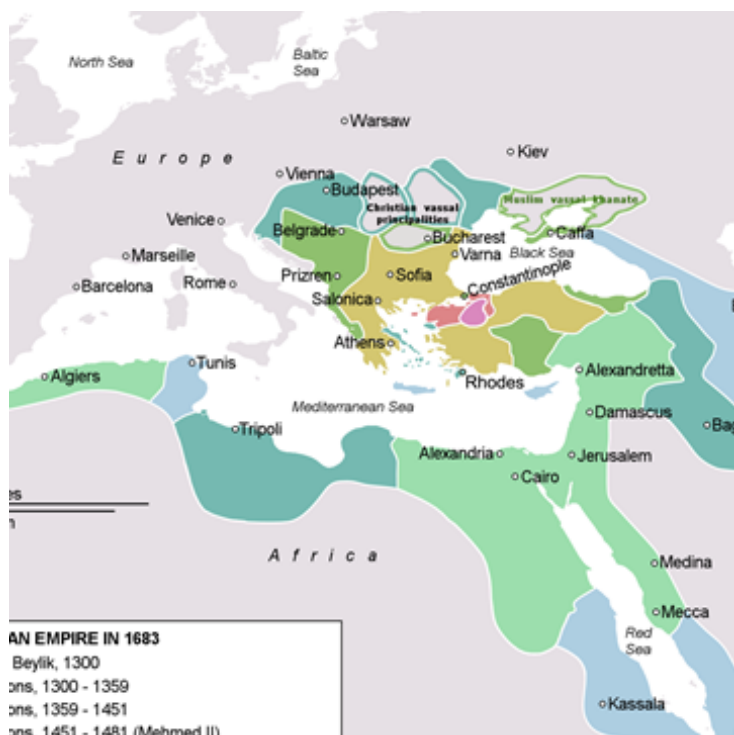 North Sea
Baltic
Sea
Warsaw
Europe
Kiev
Vienna
Budapest
Christian vassal
principalities
Muslim vassal khanate
Venice
Belgrade
Bucharest
Caffa
Varna
Black Sea
Marseille
Prizren
Sofia
Constantinople
Barcelona
Rome
Salonica
Athens
Tunis
Algiers
Rhodes
Alexandretta
Mediterranean Sea
Damascus
Tripoli
Bag
Alexandria
Jerusalem
Cairo
es
Africa
Medina
Mecca
Red
Sea
Kassala
AN EMPIRE IN 1683
Beylik, 1300
ons, 1300 - 1359
ons, 1359 - 1451
ons, 1451 - 1481 (Mehmed II)